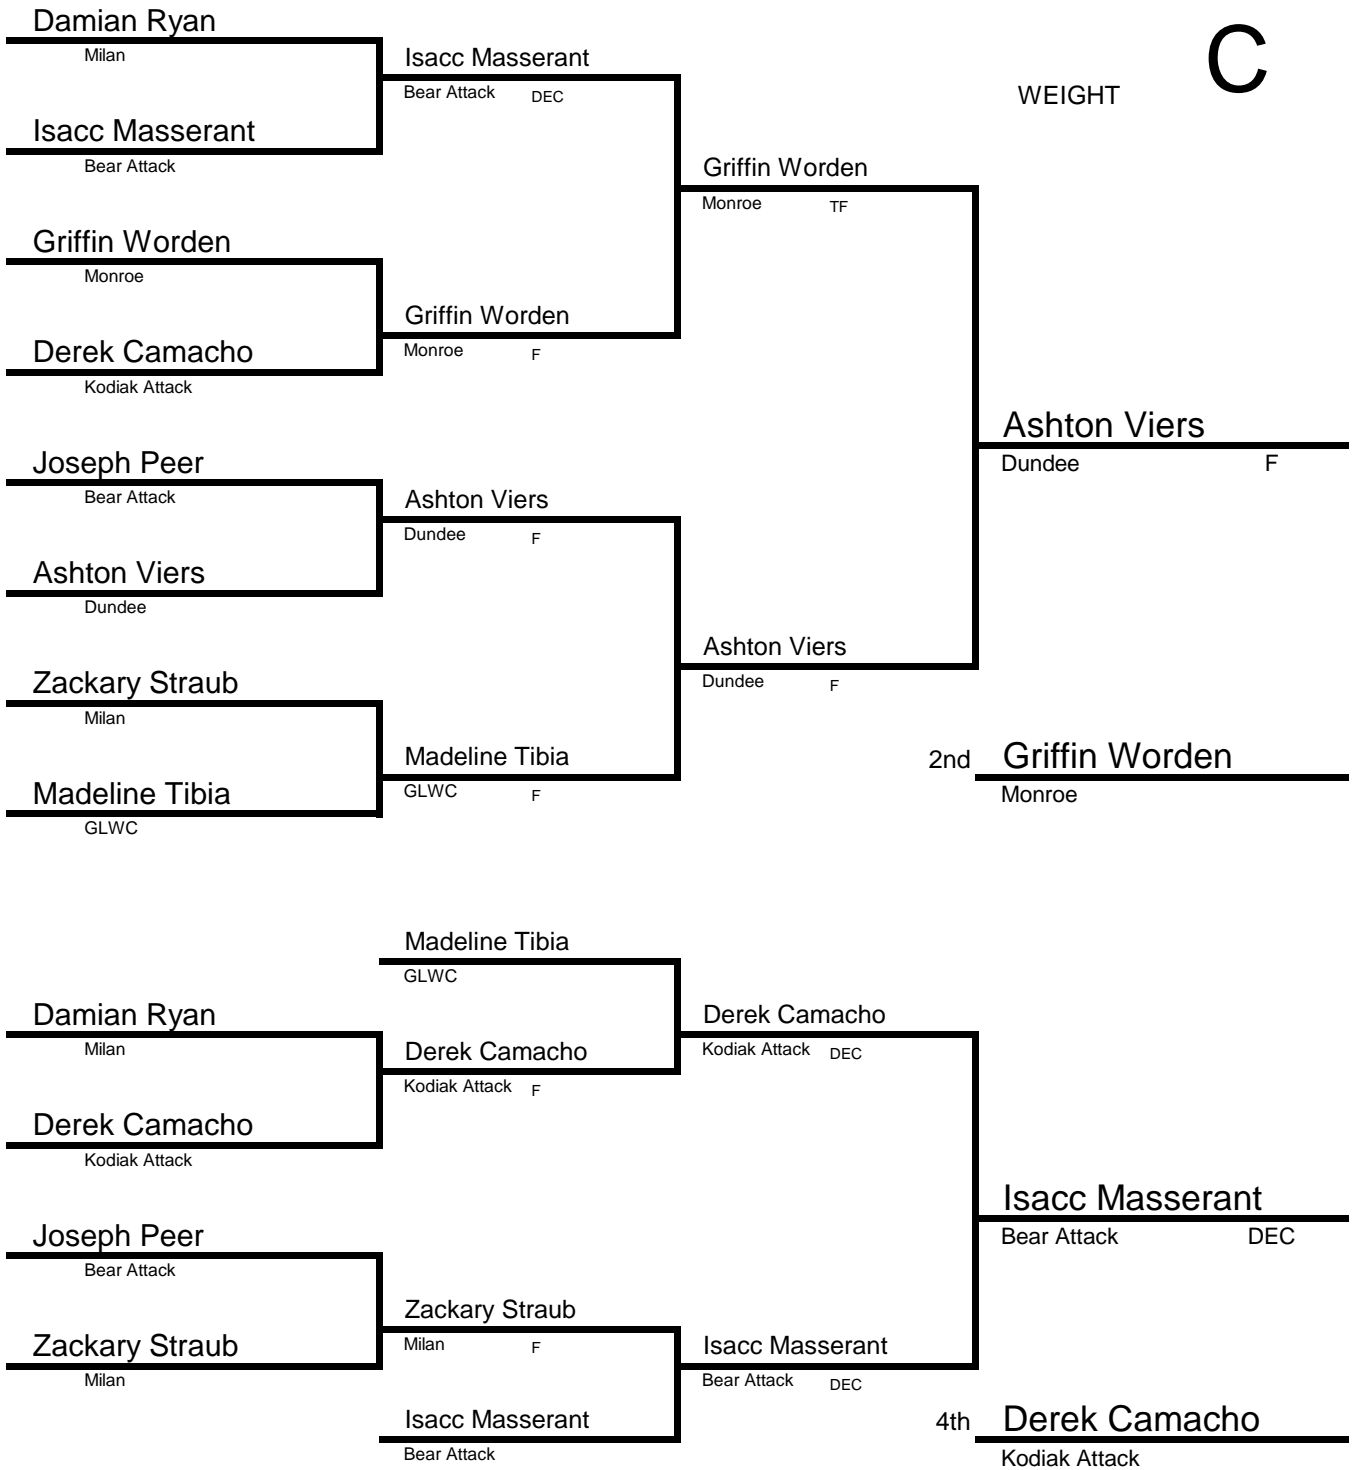 Damian Ryan
Milan
Isacc Masserant
Bear Attack DEC
C
WEIGHT
Isacc Masserant
Bear Attack
Griffin Worden
Monroe TF
Griffin Worden
Monroe
Griffin Worden
Monroe F
Derek Camacho
Kodiak Attack
Ashton Viers
Dundee F
Joseph Peer
Bear Attack
Ashton Viers
Dundee F
Ashton Viers
Dundee
Ashton Viers
Dundee F
Zackary Straub
Milan
Madeline Tibia
GLWC F
2nd Griffin Worden
Monroe
Madeline Tibia
GLWC
Madeline Tibia
GLWC
Damian Ryan
Milan
Derek Camacho
Kodiak Attack DEC
Derek Camacho
Kodiak Attack F
Derek Camacho
Kodiak Attack
Isacc Masserant
Bear Attack DEC
Joseph Peer
Bear Attack
Zackary Straub
Milan F
Zackary Straub
Milan
Isacc Masserant
Bear Attack DEC
Isacc Masserant
Bear Attack
4th Derek Camacho
Kodiak Attack